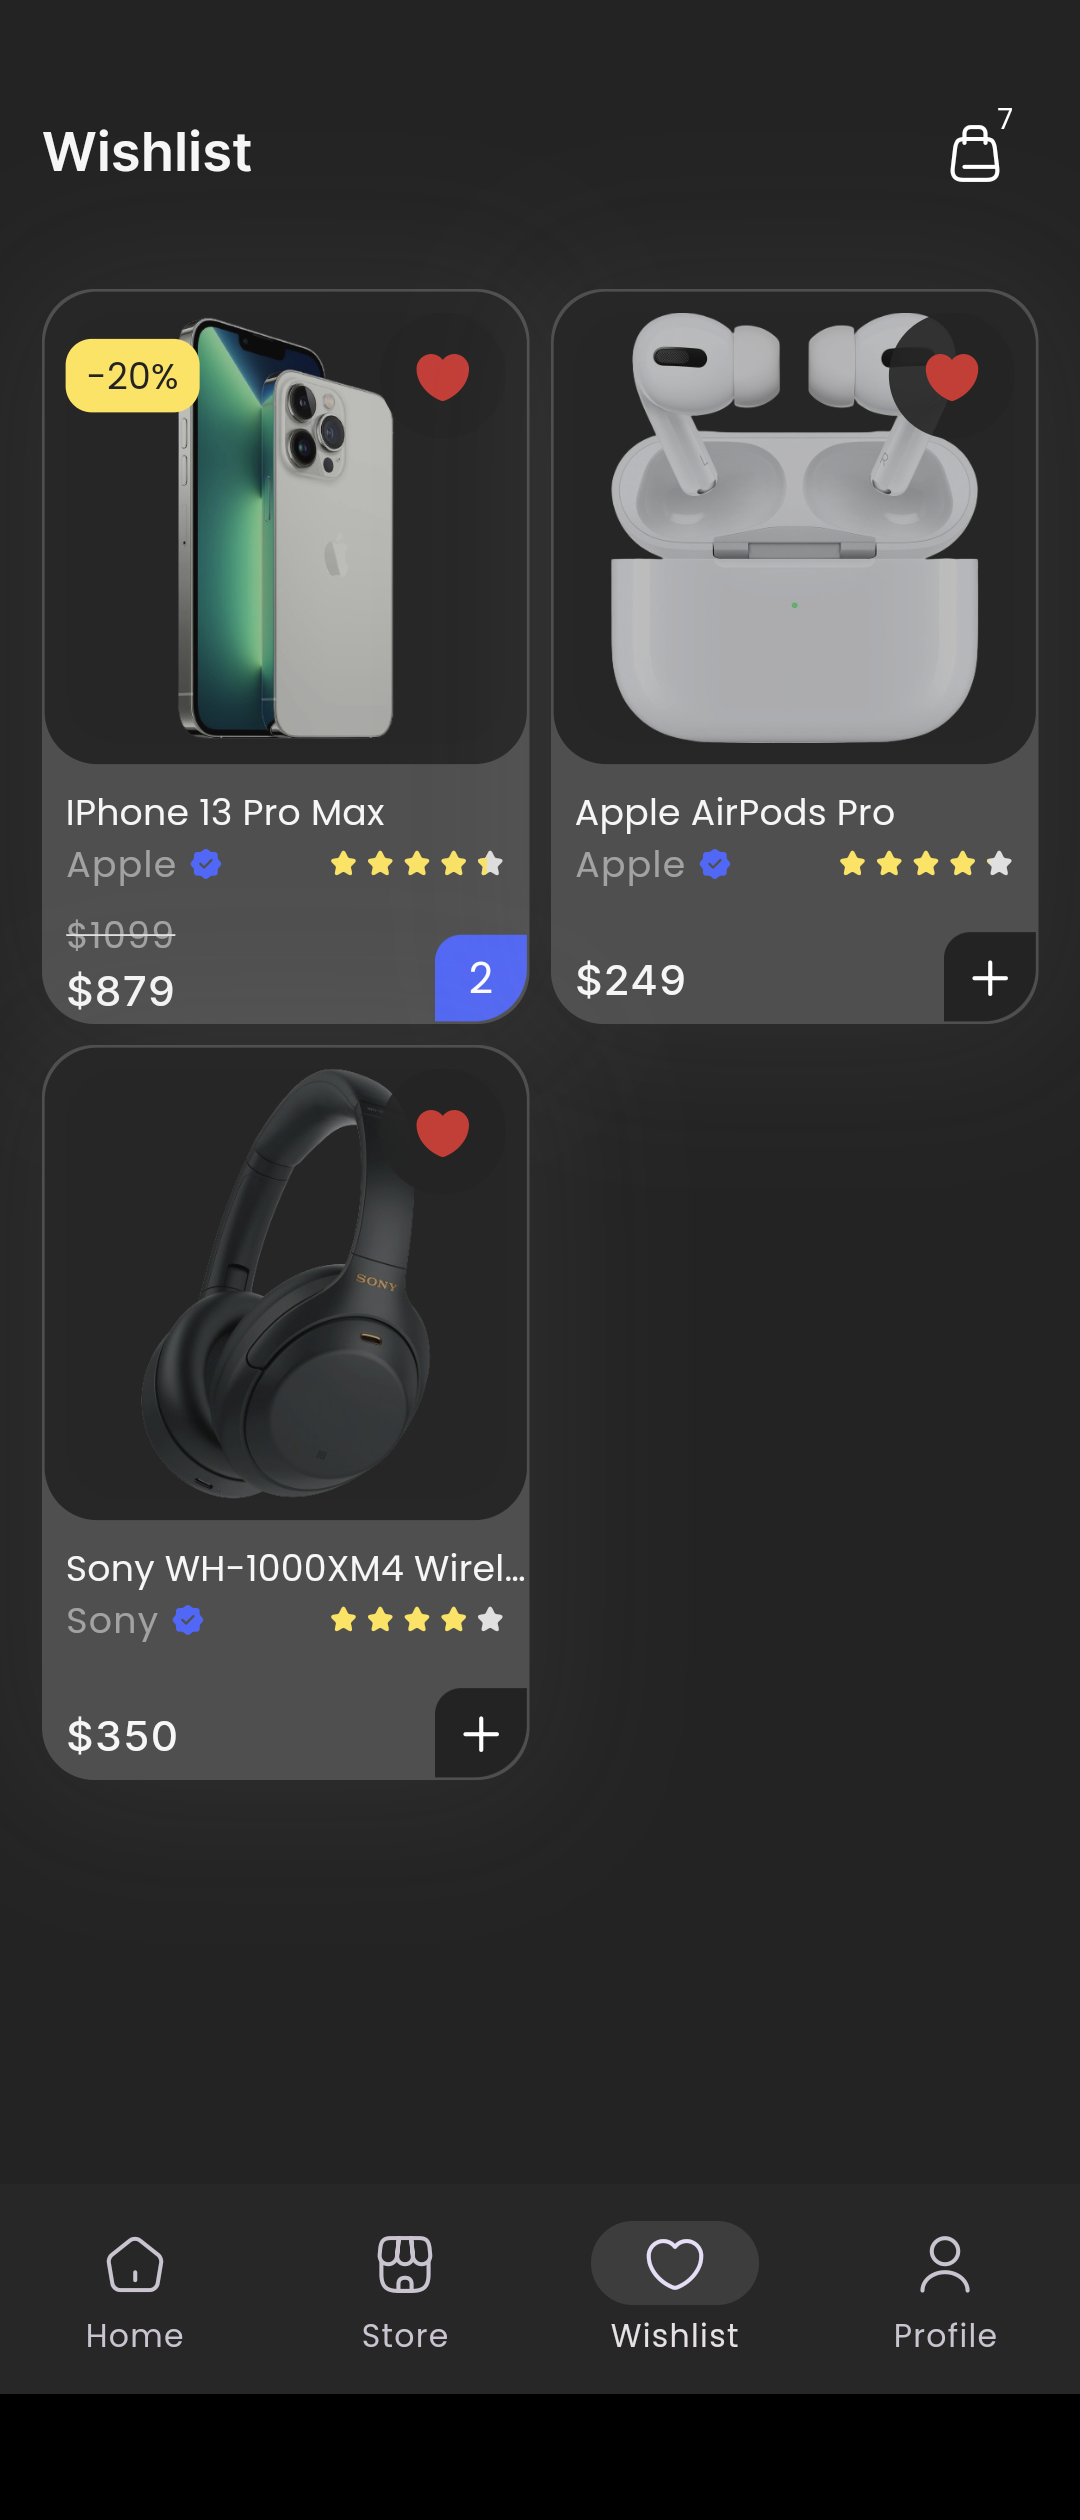 Wishlist
7
-20%
IPhone 13 Pro Max
Apple
$1099
$879
2
L
R
Apple AirPods Pro
Apple
$249
SONY
Sony WH-1000XM4 Wirel...
Sony
$350
Home
Store
Wishlist
Profile